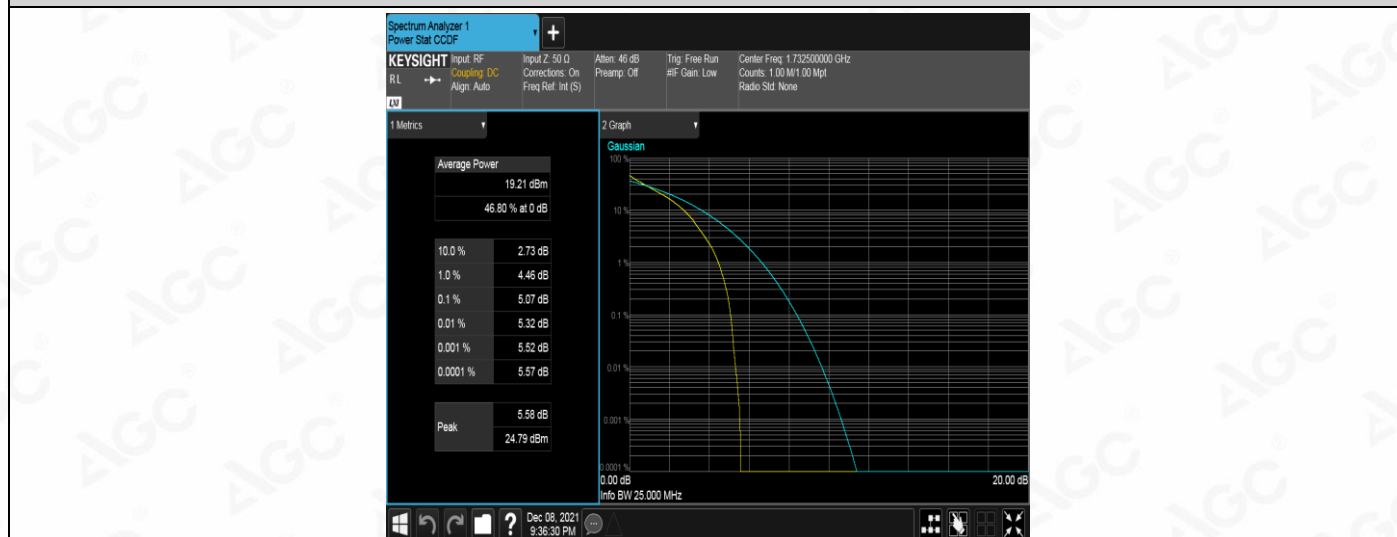 Spectrum Analyzer 1
Power Stat CCDF
+
KEYSIGHT
RL
LXI
Input: RF
Coupling: DC
Align: Auto
Input Z: 50 Ω
Corrections: On
Freq Ref: Int (S)
Atten: 46 dB
Preamp: Off
Trig: Free Run
#IF Gain: Low
Center Freq: 1.732500000 GHz
Counts: 1.00 M/1.00 Mpt
Radio Std: None
1 Metrics
Average Power
19.21 dBm
46.80 % at 0 dB
10.0 % 2.73 dB
1.0 % 4.46 dB
0.1 % 5.07 dB
0.01 % 5.32 dB
0.001 % 5.52 dB
0.0001 % 5.57 dB
Peak
5.58 dB
24.79 dBm
2 Graph
Gaussian
100 %
10 %
1 %
0.1 %
0.01 %
0.001 %
0.0001 %
0.00 dB 20.00 dB
Info BW 25.000 MHz
?
Dec 08, 2021
9:36:30 PM
AGC